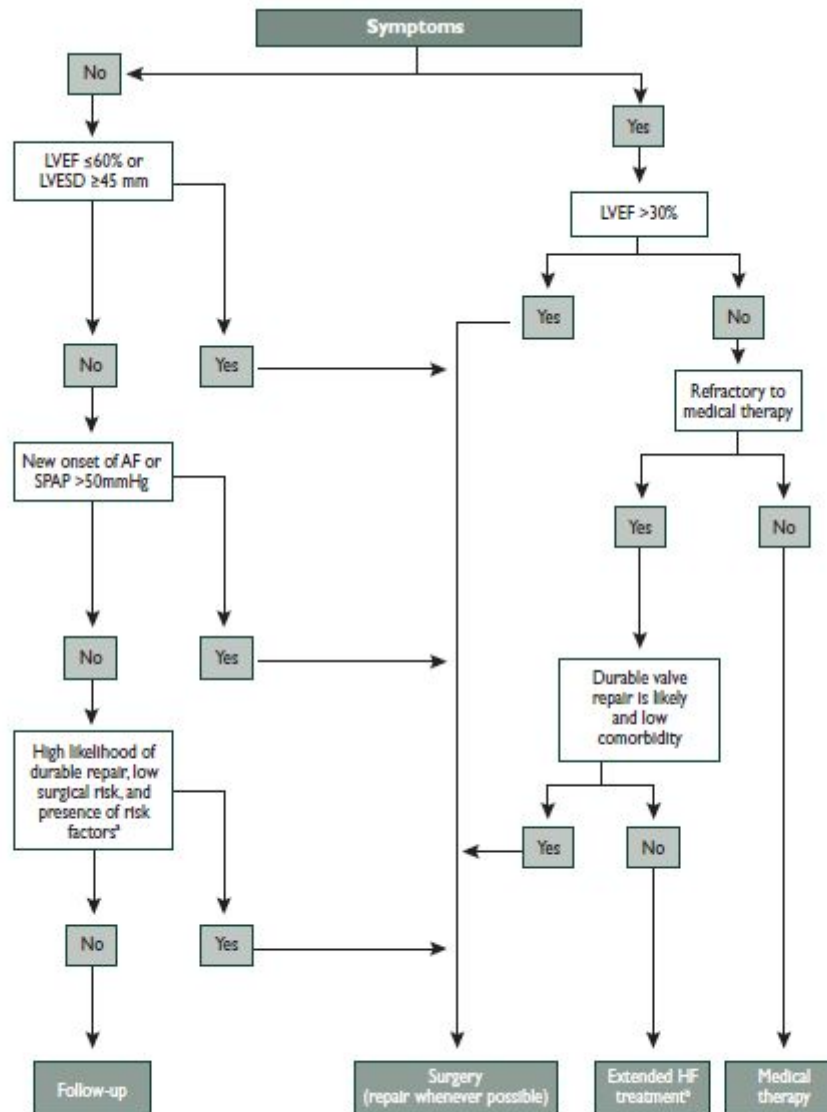 Symptoms
No
Yes
LVEF ≤60% or
LVESD ≥45 mm
LVEF >30%
Yes
No
No
Yes
Refractory to
medical therapy
New onset of AF or
SPAP >50mmHg
Yes
No
No
Yes
Durable valve
repair is likely
and low
comorbidity
High likelihood of
durable repair, low
surgical risk, and
presence of risk
factorsᵃ
Yes
No
No
Yes
Follow-up
Surgery
(repair whenever possible)
Extended HF
treatment
Medical
therapy